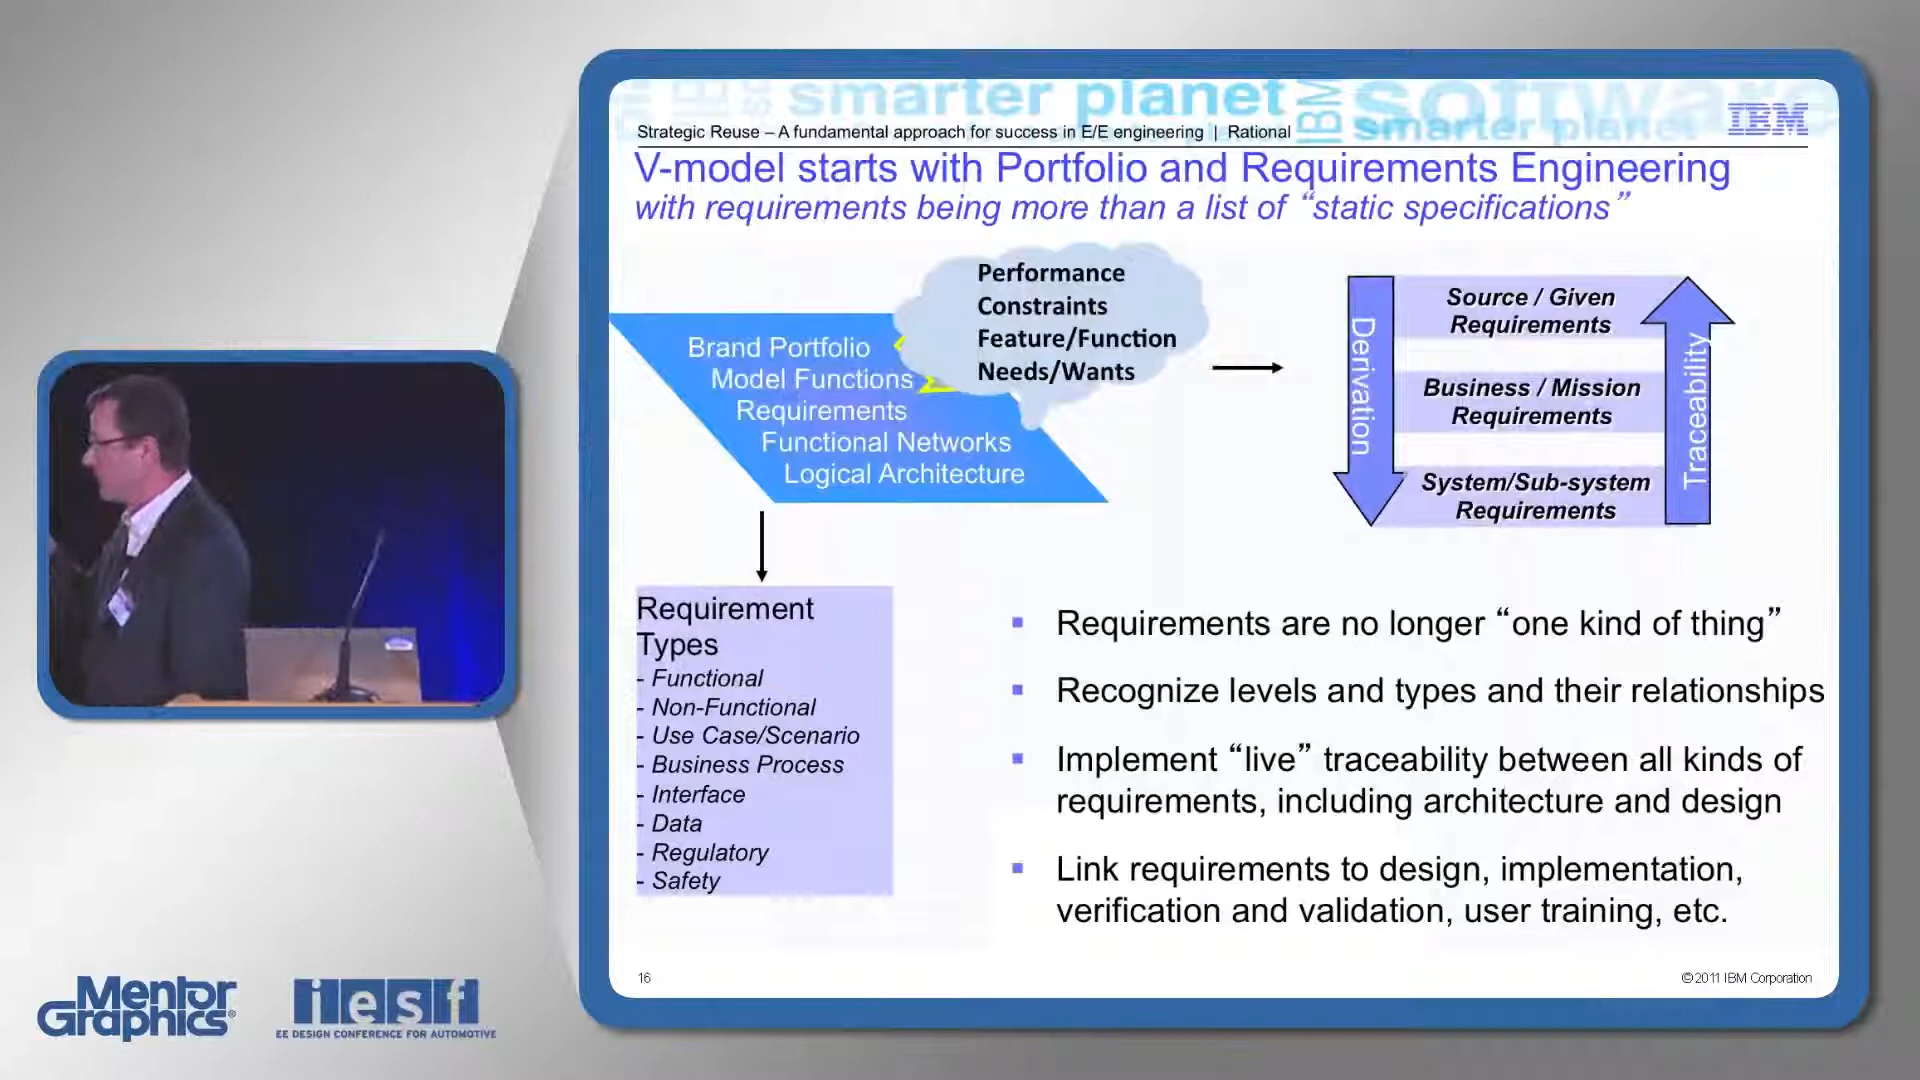 smarter planet
IBM
software
smarter planet
IBM
Strategic Reuse – A fundamental approach for success in E/E engineering | Rational
V-model starts with Portfolio and Requirements Engineering
with requirements being more than a list of “static specifications”
Performance
Constraints
Feature/Function
Needs/Wants
Brand Portfolio
Model Functions
Requirements
Functional Networks
Logical Architecture
Derivation
Source / Given
Requirements
Business / Mission
Requirements
System/Sub-system
Requirements
Traceability
Requirement
Types
- Functional
- Non-Functional
- Use Case/Scenario
- Business Process
- Interface
- Data
- Regulatory
- Safety
▪ Requirements are no longer “one kind of thing”
▪ Recognize levels and types and their relationships
▪ Implement “live” traceability between all kinds of
requirements, including architecture and design
▪ Link requirements to design, implementation,
verification and validation, user training, etc.
16
© 2011 IBM Corporation
Mentor
Graphics®
iesf
EE DESIGN CONFERENCE FOR AUTOMOTIVE